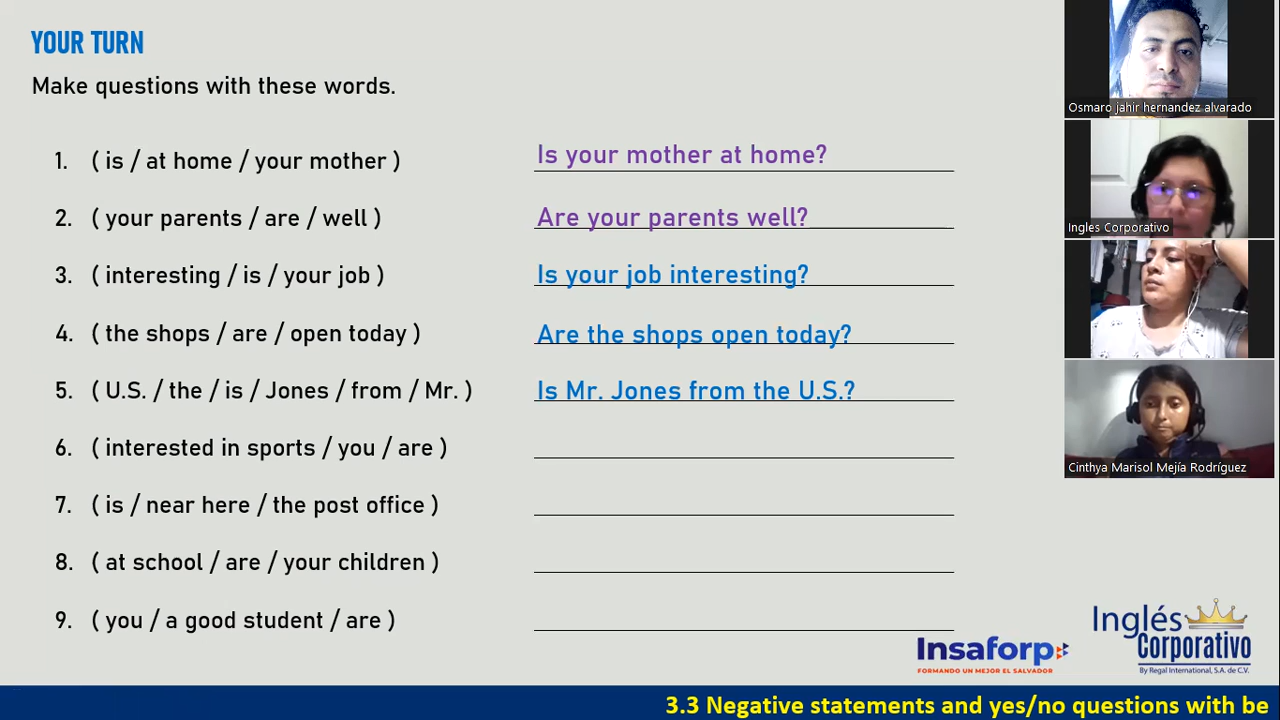 YOUR TURN
Make questions with these words.
1. ( is / at home / your mother ) Is your mother at home?
2. ( your parents / are / well ) Are your parents well?
3. ( interesting / is / your job ) Is your job interesting?
4. ( the shops / are / open today ) Are the shops open today?
5. ( U.S. / the / is / Jones / from / Mr. ) Is Mr. Jones from the U.S.?
6. ( interested in sports / you / are )
7. ( is / near here / the post office )
8. ( at school / are / your children )
9. ( you / a good student / are )
Osmaro jahir hernandez alvarado
Ingles Corporativo
Cinthya Marisol Mejía Rodríguez
Insaforp
FORMANDO UN MEJOR EL SALVADOR
Inglés
Corporativo
By Regal International, S.A. de C.V.
3.3 Negative statements and yes/no questions with be